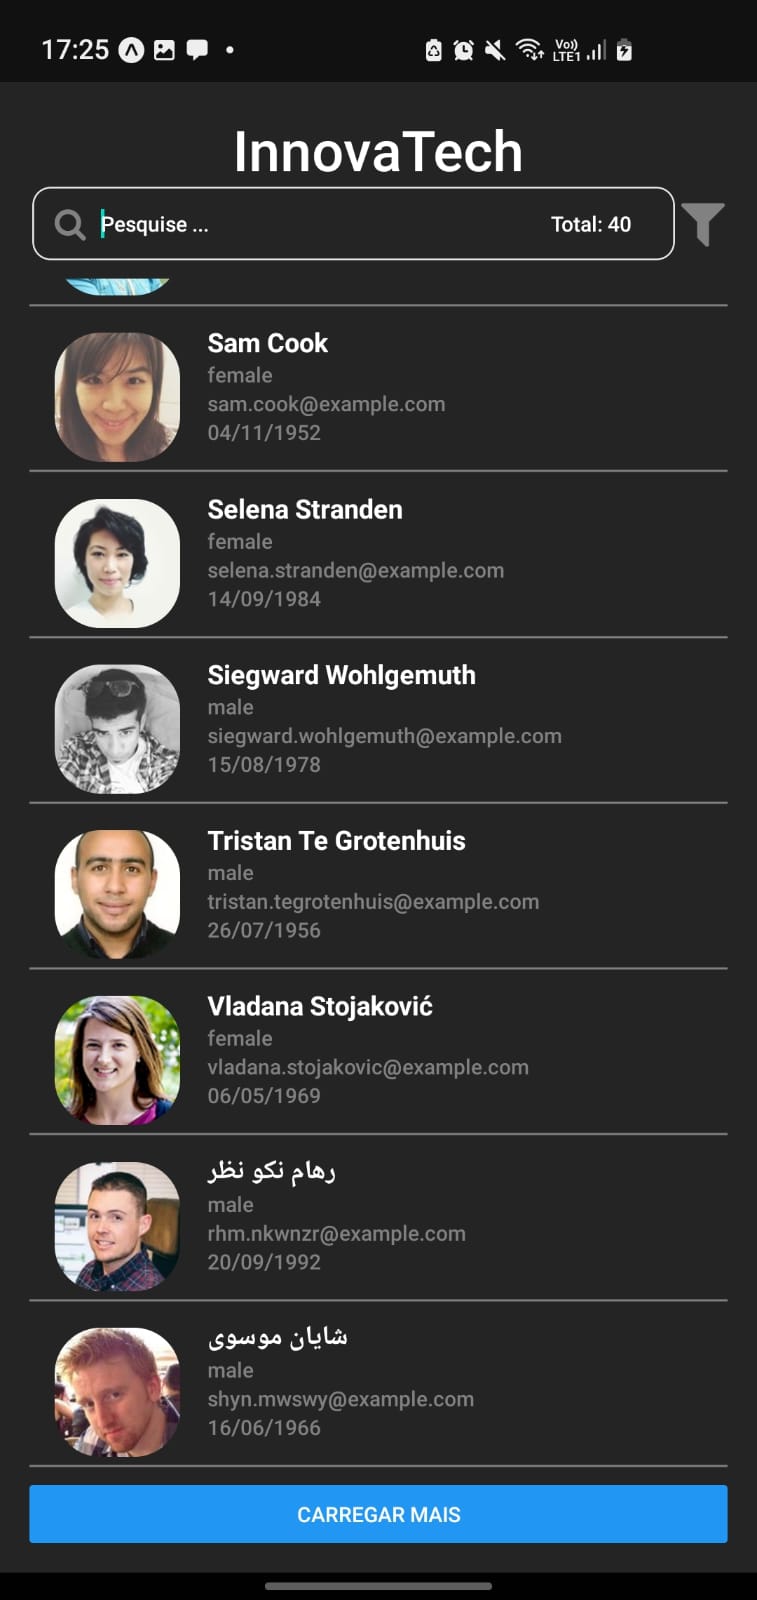 17:25
Vo))
LTE1
InnovaTech
Pesquise ... Total: 40
Sam Cook
female
sam.cook@example.com
04/11/1952
Selena Stranden
female
selena.stranden@example.com
14/09/1984
Siegward Wohlgemuth
male
siegward.wohlgemuth@example.com
15/08/1978
Tristan Te Grotenhuis
male
tristan.tegrotenhuis@example.com
26/07/1956
Vladana Stojaković
female
vladana.stojakovic@example.com
06/05/1969
رهام نكو نظر
male
rhm.nkwnzr@example.com
20/09/1992
شایان موسوی
male
shyn.mwswy@example.com
16/06/1966
CARREGAR MAIS